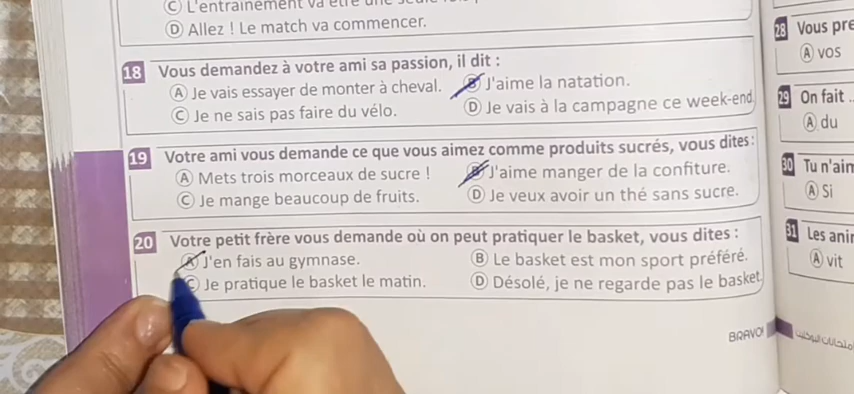 Ⓒ L'entraînement va être une seule fois
Ⓓ Allez ! Le match va commencer.
18 Vous demandez à votre ami sa passion, il dit :
Ⓐ Je vais essayer de monter à cheval. Ⓑ J'aime la natation.
Ⓒ Je ne sais pas faire du vélo. Ⓓ Je vais à la campagne ce week-end
19 Votre ami vous demande ce que vous aimez comme produits sucrés, vous dites :
Ⓐ Mets trois morceaux de sucre ! Ⓑ J'aime manger de la confiture.
Ⓒ Je mange beaucoup de fruits. Ⓓ Je veux avoir un thé sans sucre.
20 Votre petit frère vous demande où on peut pratiquer le basket, vous dites :
Ⓐ J'en fais au gymnase. Ⓑ Le basket est mon sport préféré.
Ⓒ Je pratique le basket le matin. Ⓓ Désolé, je ne regarde pas le basket
BRAVO!
28 Vous pre
Ⓐ vos
29 On fait ..
Ⓐ du
30 Tu n'aim
Ⓐ Si
31 Les ani
Ⓐ vit